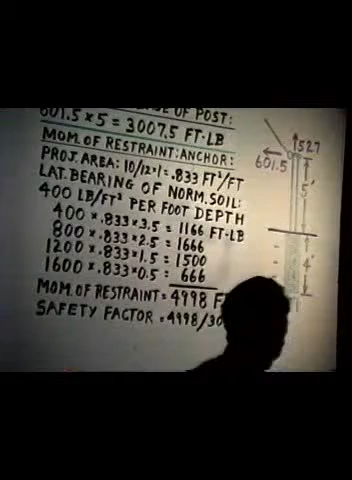 OF POST:
601.5 × 5 = 3007.5 FT-LB
MOM. OF RESTRAINT: ANCHOR:
PROJ. AREA: 10/12×1 = .833 FT²/FT
LAT. BEARING OF NORM. SOIL:
400 LB/FT² PER FOOT DEPTH
400 × .833 × 3.5 = 1166 FT-LB
800 × .833 × 2.5 = 1666
1200 × .833 × 1.5 = 1500
1600 × .833 × 0.5 = 666
MOM. OF RESTRAINT = 4998 F
SAFETY FACTOR = 4998/30
1527
601.5
5'
4'